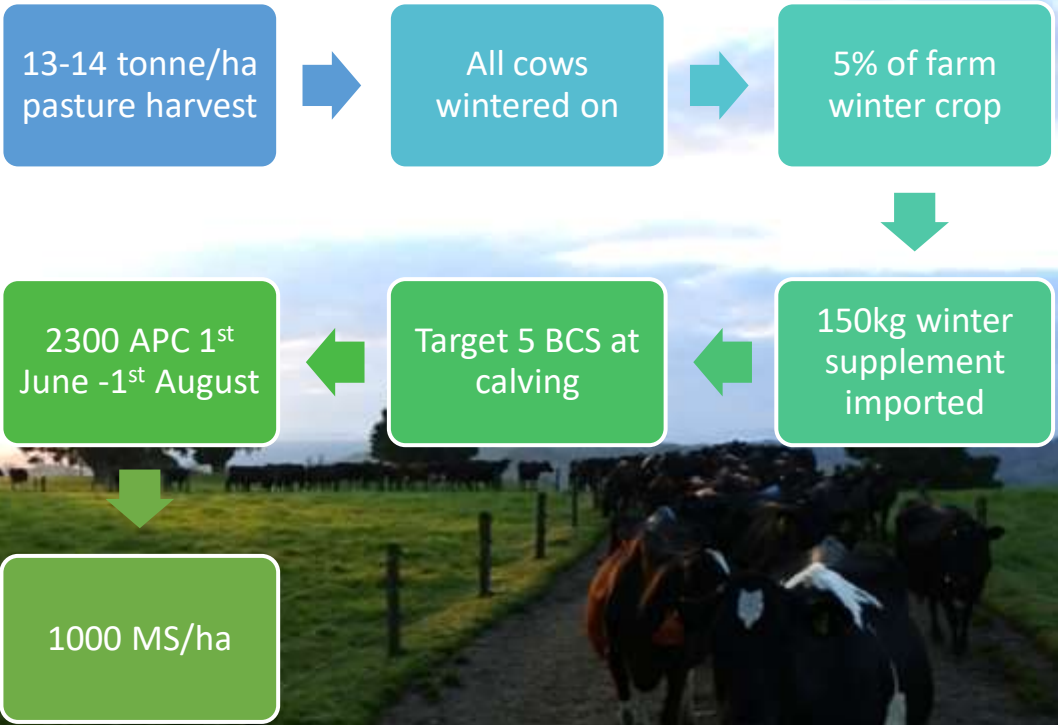 13-14 tonne/ha
pasture harvest
All cows
wintered on
5% of farm
winter crop
150kg winter
supplement
imported
Target 5 BCS at
calving
2300 APC 1st
June -1st August
1000 MS/ha